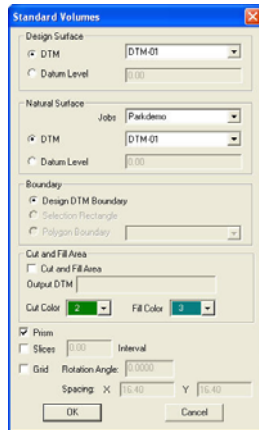 Standard Volumes
Design Surface
DTM DTM-01
Datum Level 0.00
Natural Surface
Jobs Parkdemo
DTM DTM-01
Datum Level 0.00
Boundary
Design DTM Boundary
Selection Rectangle
Polygon Boundary
Cut and Fill Area
Cut and Fill Area
Output DTM
Cut Color 2 Fill Color 3
Prism
Slices 0.00 Interval
Grid Rotation Angle: 0.0000
Spacing: X 16.40 Y 16.40
OK Cancel